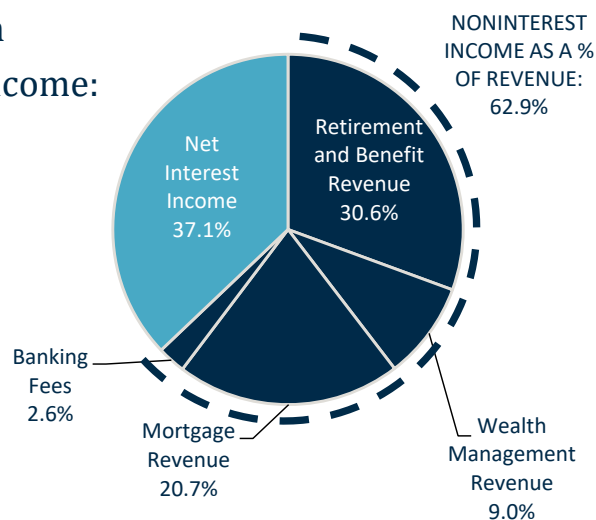 come:
NONINTEREST
INCOME AS A %
OF REVENUE:
62.9%
Net
Interest
Income
37.1%
Retirement
and Benefit
Revenue
30.6%
Banking
Fees
2.6%
Mortgage
Revenue
20.7%
Wealth
Management
Revenue
9.0%